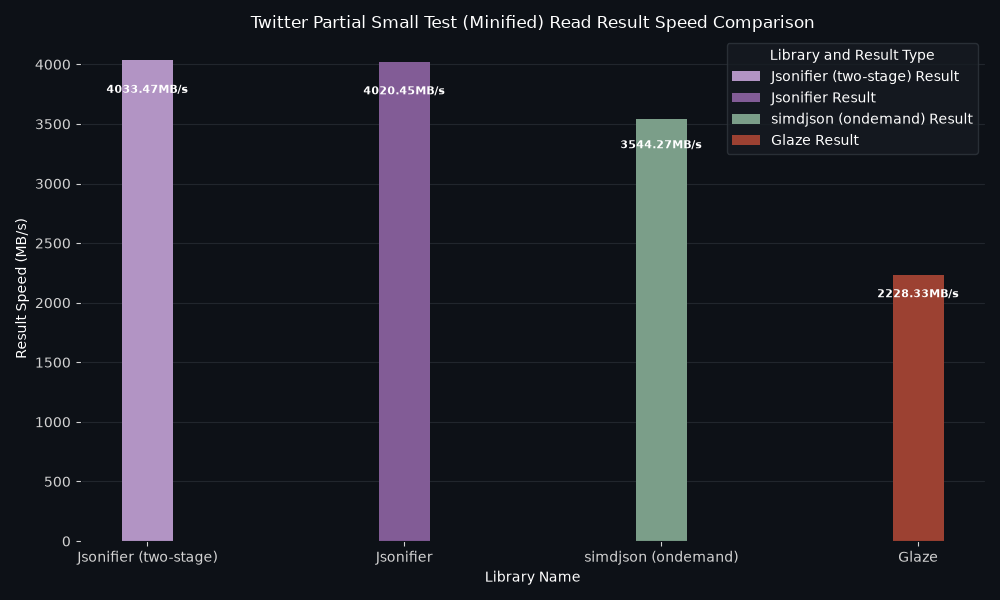 Twitter Partial Small Test (Minified) Read Result Speed Comparison
Library and Result Type
Jsonifier (two-stage) Result
Jsonifier Result
simdjson (ondemand) Result
Glaze Result
Result Speed (MB/s)
4000
3500
3000
2500
2000
1500
1000
500
0
4033.47MB/s
4020.45MB/s
3544.27MB/s
2228.33MB/s
Jsonifier (two-stage)
Jsonifier
simdjson (ondemand)
Glaze
Library Name